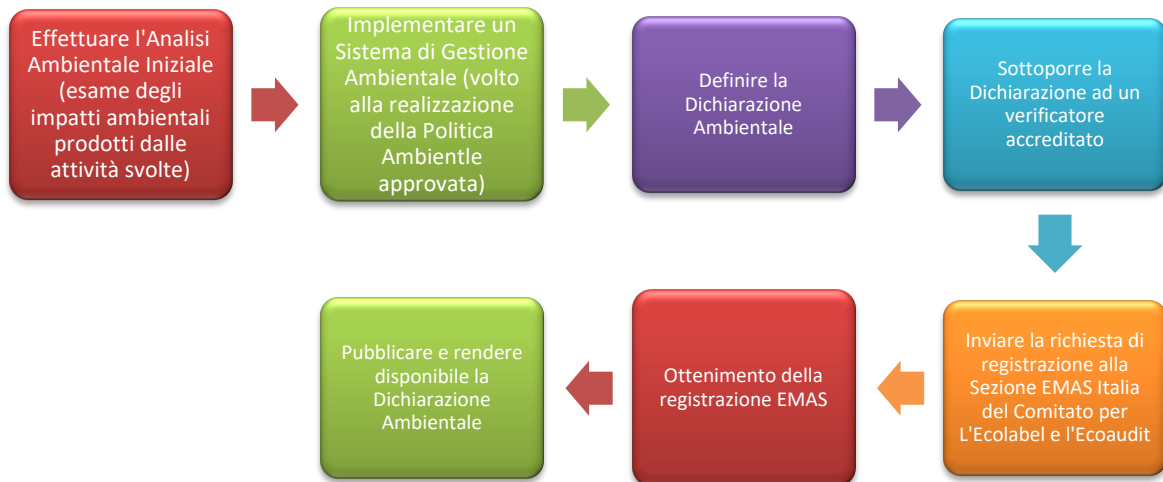 Effettuare l'Analisi
Ambientale Iniziale
(esame degli
impatti ambientali
prodotti dalle
attività svolte)
Implementare un
Sistema di Gestione
Ambientale (volto
alla realizzazione
della Politica
Ambientle
approvata)
Definire la
Dichiarazione
Ambientale
Sottoporre la
Dichiarazione ad un
verificatore
accreditato
Inviare la richiesta di
registrazione alla
Sezione EMAS Italia
del Comitato per
L'Ecolabel e l'Ecoaudit
Ottenimento della
registrazione EMAS
Pubblicare e rendere
disponibile la
Dichiarazione
Ambientale